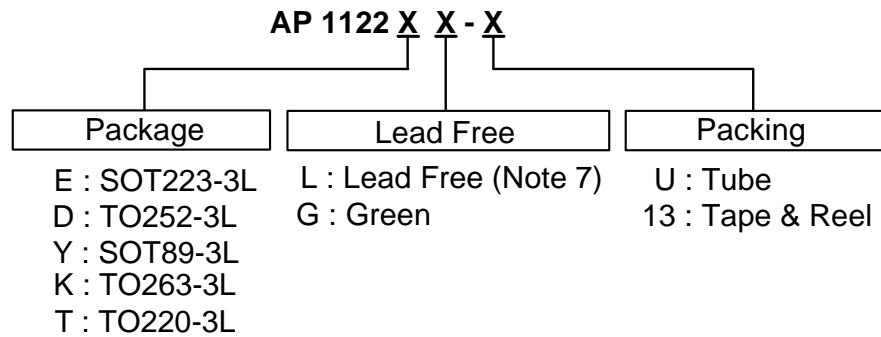 AP 1122 X X - X
Package
Lead Free
Packing
E : SOT223-3L
D : TO252-3L
Y : SOT89-3L
K : TO263-3L
T : TO220-3L
L : Lead Free (Note 7)
G : Green
U : Tube
13 : Tape & Reel